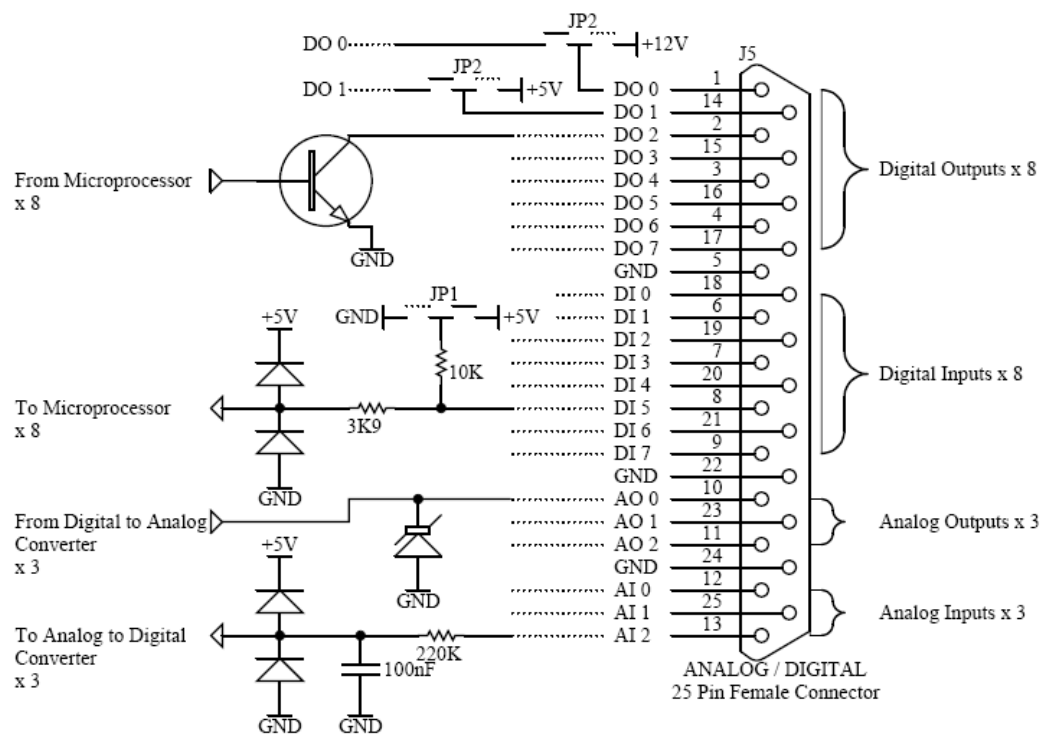 JP2
DO 0 +12V
J5
JP2
DO 1 +5V
DO 0 1
DO 1 14
DO 2 2
DO 3 15
DO 4 3
DO 5 16
DO 6 4
DO 7 17
Digital Outputs x 8
From Microprocessor
x 8
GND
GND 5
DI 0 18
DI 1 6
DI 2 19
DI 3 7
DI 4 20
DI 5 8
DI 6 21
DI 7 9
Digital Inputs x 8
JP1
GND +5V
+5V
10K
To Microprocessor
x 8
3K9
GND
GND 22
AO 0 10
AO 1 23
AO 2 11
Analog Outputs x 3
From Digital to Analog
Converter
x 3
GND
GND 24
AI 0 12
AI 1 25
AI 2 13
Analog Inputs x 3
+5V
To Analog to Digital
Converter
x 3
220K
100nF
GND GND
ANALOG / DIGITAL
25 Pin Female Connector